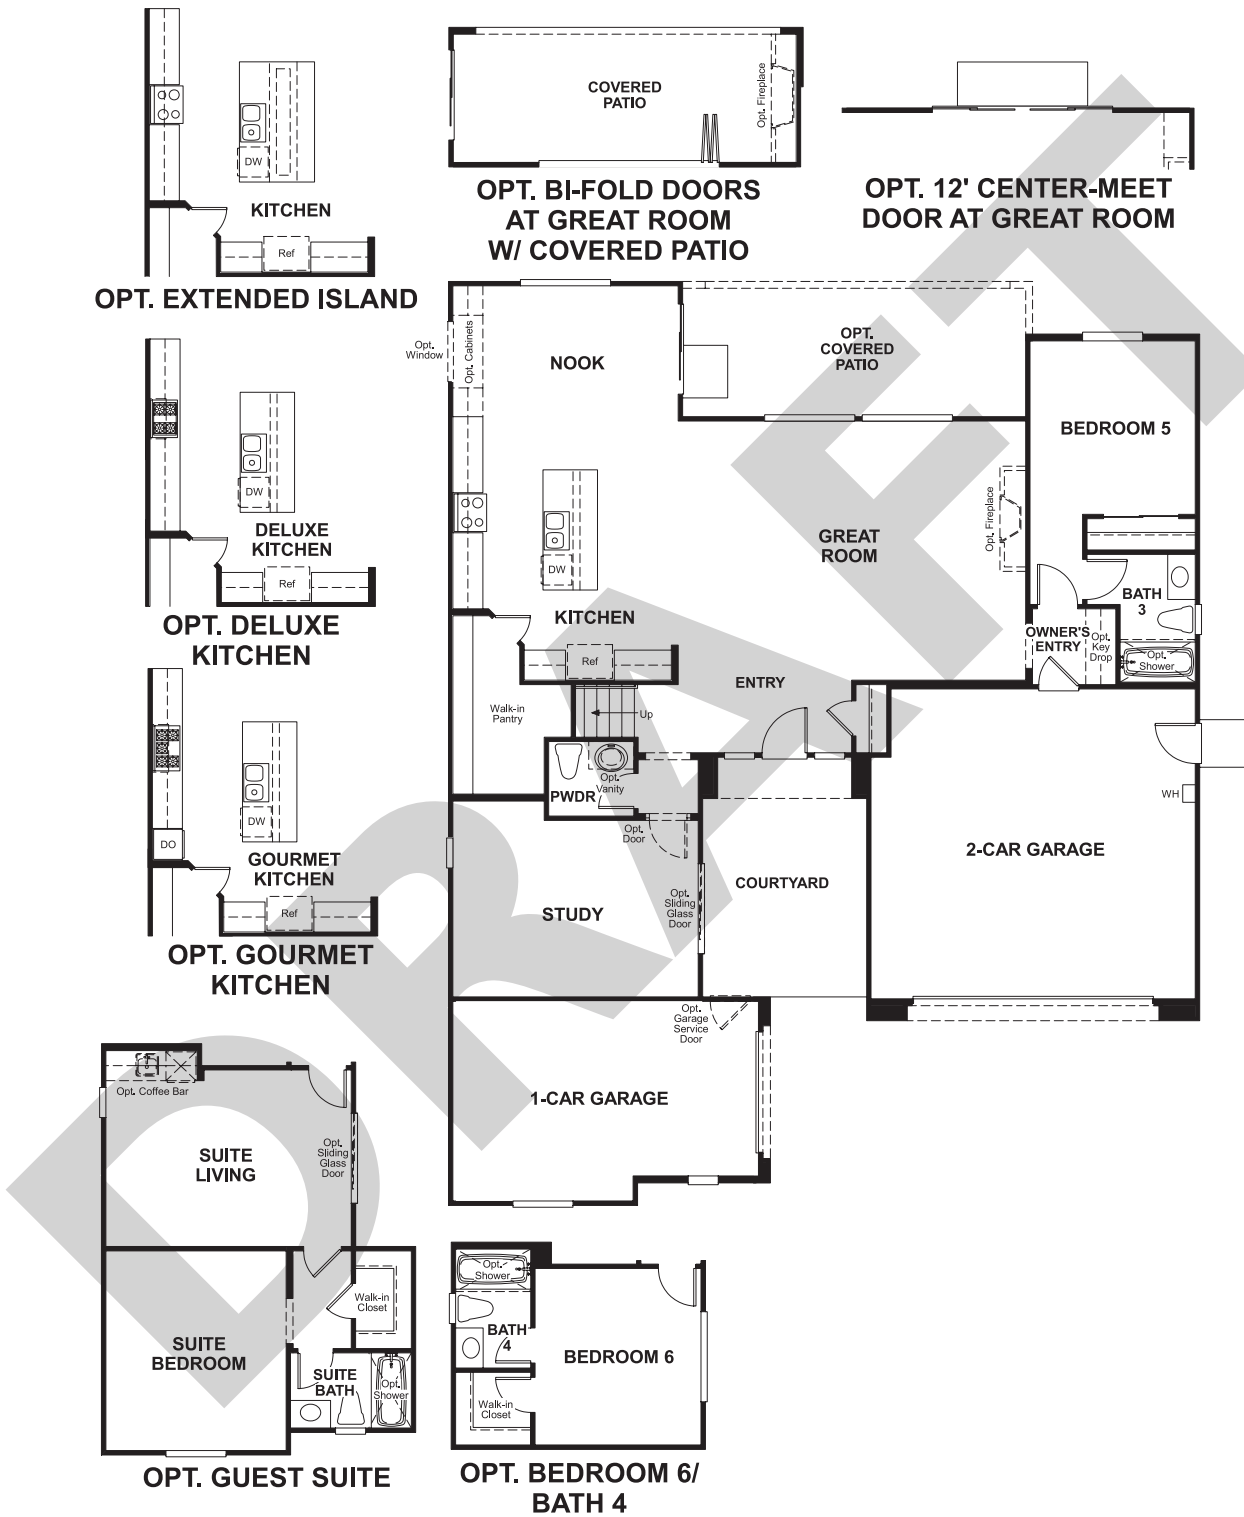 DW
KITCHEN
Ref
OPT. EXTENDED ISLAND
COVERED
PATIO
Opt. Fireplace
OPT. BI-FOLD DOORS
AT GREAT ROOM
W/ COVERED PATIO
OPT. 12' CENTER-MEET
DOOR AT GREAT ROOM
DW
DELUXE
KITCHEN
Ref
OPT. DELUXE
KITCHEN
DO
DW
GOURMET
KITCHEN
Ref
OPT. GOURMET
KITCHEN
Opt.
Window
Opt. Cabinets
NOOK
OPT.
COVERED
PATIO
BEDROOM 5
GREAT
ROOM
Opt. Fireplace
DW
KITCHEN
Ref
BATH
3
OWNER'S
ENTRY
Opt.
Key
Drop
Opt.
Shower
ENTRY
Walk-in
Pantry
Up
PWDR
Opt.
Vanity
Opt.
Door
WH
2-CAR GARAGE
COURTYARD
STUDY
Opt.
Sliding
Glass
Door
Opt.
Garage
Service
Door
1-CAR GARAGE
Opt. Coffee Bar
SUITE
LIVING
Opt.
Sliding
Glass
Door
Walk-in
Closet
SUITE
BEDROOM
SUITE
BATH
Opt.
Shower
OPT. GUEST SUITE
Opt.
Shower
BATH
4
BEDROOM 6
Walk-in
Closet
OPT. BEDROOM 6/
BATH 4
DRAFT